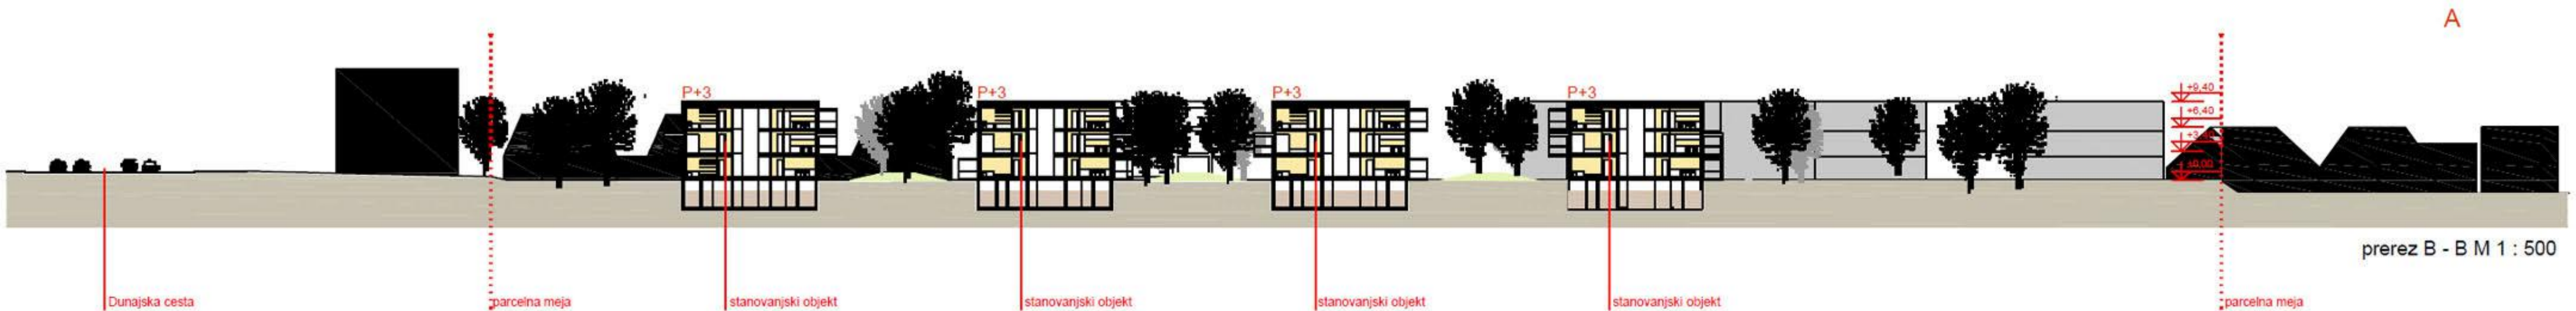 A
P+3
P+3
P+3
P+3
+9,40
+6,40
±0,00
prerez B - B M 1 : 500
Dunajska cesta
parcelna meja
stanovanjski objekt
stanovanjski objekt
stanovanjski objekt
stanovanjski objekt
parcelna meja